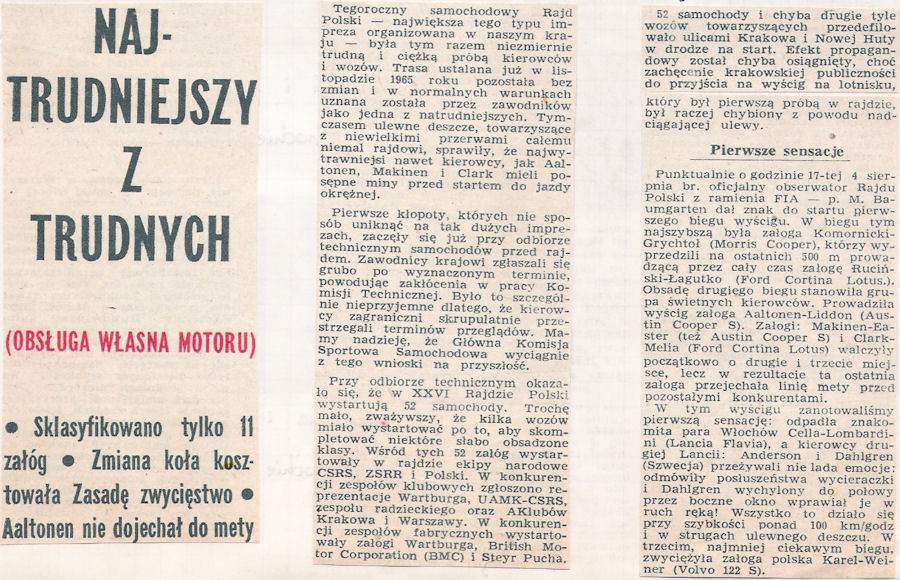 NAJ-
TRUDNIEJSZY
Z
TRUDNYCH
(OBSŁUGA WŁASNA MOTORU)
● Sklasyfikowano tylko 11
załóg ● Zmiana koła kosz-
towała Zasadę zwycięstwo ●
Aaltonen nie dojechał do mety
Tegoroczny samochodowy Rajd
Polski — największa tego typu im-
preza organizowana w naszym kra-
ju — była tym razem niezmiernie
trudną i ciężką próbą kierowców
i wozów. Trasa ustalana już w lis-
topadzie 1965 roku pozostała bez
zmian i w normalnych warunkach
uznana została przez zawodników
jako jedna z natrudniejszych. Tym-
czasem ulewne deszcze, towarzyszące
z niewielkimi przerwami całemu
niemal rajdowi, sprawiły, że najwy-
trawniejsi nawet kierowcy, jak Aal-
tonen, Makinen i Clark mieli po-
sępne miny przed startem do jazdy
okrężnej.
Pierwsze kłopoty, których nie spo-
sób uniknąć na tak dużych impre-
zach, zaczęły się już przy odbiorze
technicznym samochodów przed raj-
dem. Zawodnicy krajowi zgłaszali się
grubo po wyznaczonym terminie,
powodując zakłócenia w pracy Ko-
misji Technicznej. Było to szczegól-
nie nieprzyjemne dlatego, że kierow-
cy zagraniczni skrupulatnie prze-
strzegali terminów przeglądów. Ma-
my nadzieję, że Główna Komisja
Sportowa Samochodowa wyciągnie
z tego wnioski na przyszłość.
Przy odbiorze technicznym okaza-
ło się, że w XXVI Rajdzie Polski
wystartują 52 samochody. Trochę
mało, zważywszy, że kilka wozów
miało wystartować po to, aby skom-
pletować niektóre słabo obsadzone
klasy. Wśród tych 52 załóg wystar-
towały w rajdzie ekipy narodowe
CSRS, ZSRR i Polski. W konkuren-
cji zespołów klubowych zgłoszono re-
prezentacje Wartburga, UAMK-CSRS,
zespołu radzieckiego oraz AKlubów
Krakowa i Warszawy. W konkuren-
cji zespołów fabrycznych wystarto-
wały załogi Wartburga, British Mo-
tor Corporation (BMC) i Steyr Pucha.
52 samochody i chyba drugie tyle
wozów towarzyszących przedefilo-
wało ulicami Krakowa i Nowej Huty
w drodze na start. Efekt propagan-
dowy został chyba osiągnięty, choć
zachęcenie krakowskiej publiczności
do przyjścia na wyścig na lotnisku,
który był pierwszą próbą w rajdzie,
był raczej chybiony z powodu nad-
ciągającej ulewy.
Pierwsze sensacje
Punktualnie o godzinie 17-tej 4 sier-
pnia br. oficjalny obserwator Rajdu
Polski z ramienia FIA — p. M. Ba-
umgarten dał znak do startu pierw-
szego biegu wyścigu. W biegu tym
najszybszą była załoga Komornicki-
Grychtoł (Morris Cooper), którzy wy-
przedzili na ostatnich 500 m prowa-
dzącą przez cały czas załogę Ruciń-
ski-Łagutko (Ford Cortina Lotus.).
Obsadę drugiego biegu stanowiła gru-
pa świetnych kierowców. Prowadziła
wyścig załoga Aaltonen-Liddon (Aus-
tin Cooper S). Załogi: Makinen-Ea-
ster (też Austin Cooper S) i Clark-
Melia (Ford Cortina Lotus) walczyły
początkowo o drugie i trzecie miej-
sce, lecz w rezultacie ta ostatnia
załoga przejechała linię mety przed
pozostałymi konkurentami.
W tym wyścigu zanotowaliśmy
pierwszą sensację: odpadła znako-
mita para Włochów Cella-Lombardi-
ni (Lancia Flavia), a kierowcy dru-
giej Lancii: Anderson i Dahlgren
(Szwecja) przeżywali nie lada emocje:
odmówiły posłuszeństwa wycieraczki
i Dahlgren wychylony do połowy
przez boczne okno wprawiał je w
ruch ręką! Wszystko to działo się
przy szybkości ponad 100 km/godz
i w strugach ulewnego deszczu. W
trzecim, najmniej ciekawym biegu,
zwyciężyła załoga polska Karel-Wei-
ner (Volvo 122 S).